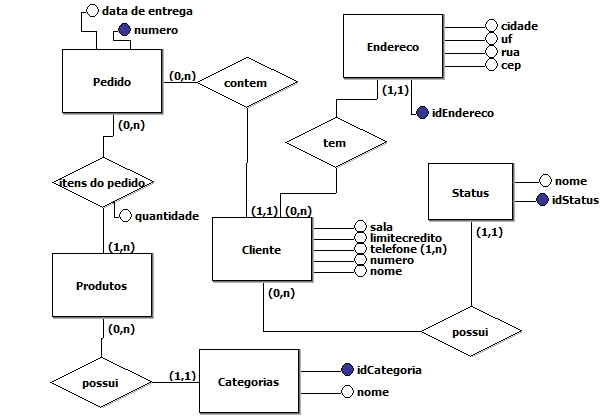 data de entrega
numero
Pedido
(0,n)
contem
(0,n)
Endereco
cidade
uf
rua
cep
(1,1)
idEndereco
tem
itens do pedido
quantidade
(1,n)
Produtos
(0,n)
(1,1)
(0,n)
Cliente
sala
limitecredito
telefone (1,n)
numero
nome
(0,n)
Status
nome
idStatus
(1,1)
possui
possui
(1,1)
Categorias
idCategoria
nome